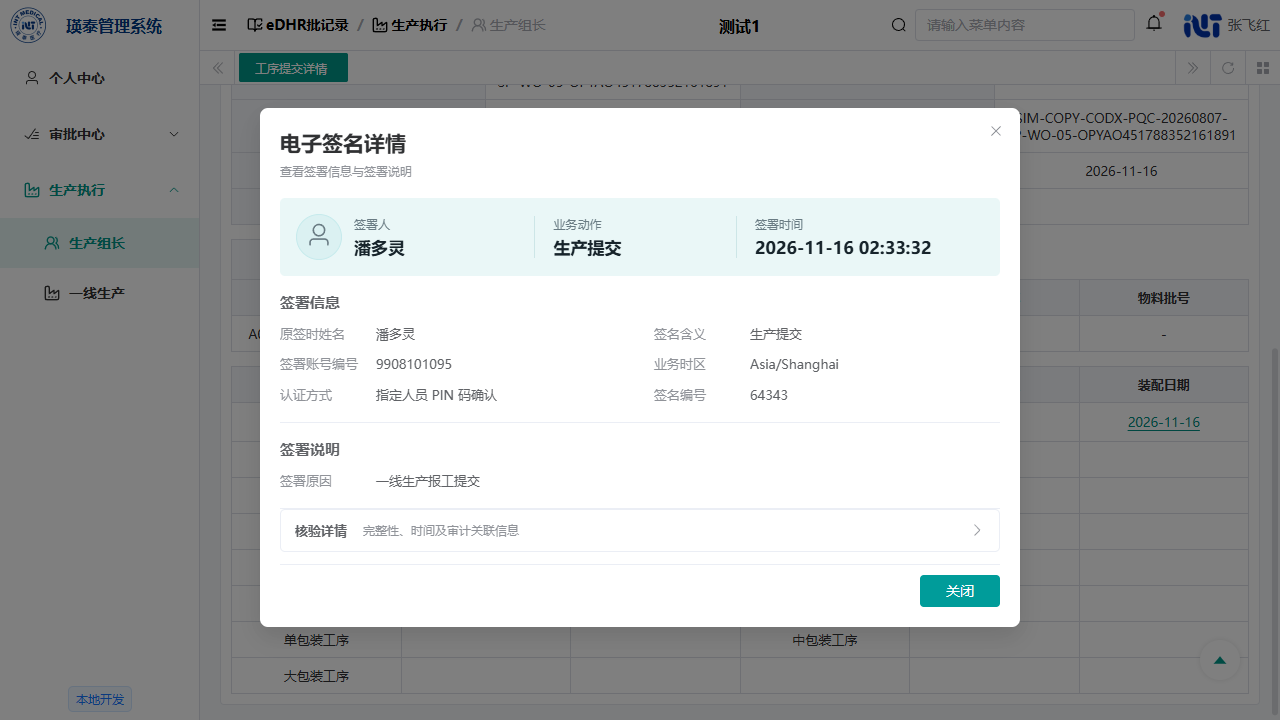 瑛泰管理系统
eDHR批记录 / 生产执行 / 生产组长
测试1
请输入菜单内容
张飞红
个人中心
审批中心
生产执行
生产组长
一线生产
本地开发
工序提交详情
SIM-COPY-CODX-PQC-20260807-
-WO-05-OPYAO451788352161891
2026-11-16
物料批号
-
装配日期
2026-11-16
单包装工序
中包装工序
大包装工序
电子签名详情
查看签署信息与签署说明
签署人
潘多灵
业务动作
生产提交
签署时间
2026-11-16 02:33:32
签署信息
原签时姓名 潘多灵 签名含义 生产提交
签署账号编号 9908101095 业务时区 Asia/Shanghai
认证方式 指定人员 PIN 码确认 签名编号 64343
签署说明
签署原因 一线生产报工提交
核验详情 完整性、时间及审计关联信息
关闭